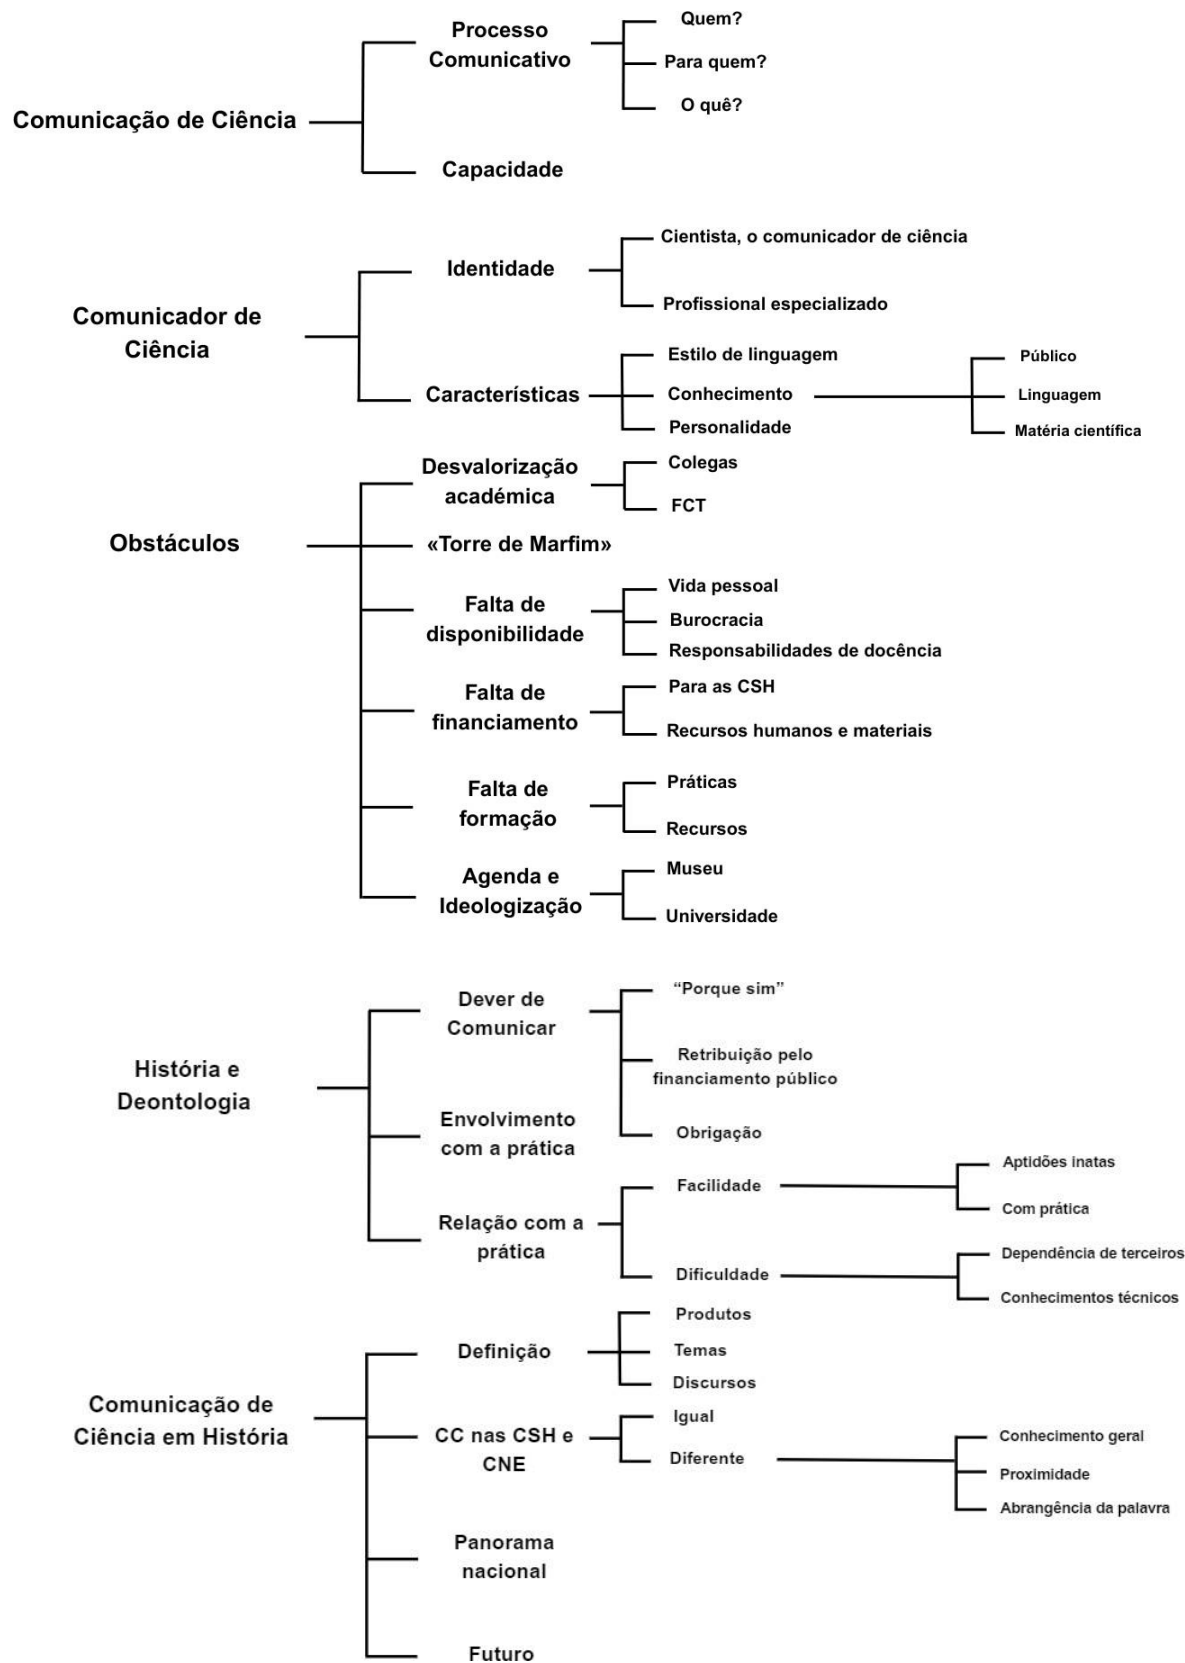 Comunicação de Ciência
Processo
Comunicativo
Quem?
Para quem?
O quê?
Capacidade
Comunicador de
Ciência
Identidade
Cientista, o comunicador de ciência
Profissional especializado
Características
Estilo de linguagem
Conhecimento
Público
Linguagem
Matéria científica
Personalidade
Obstáculos
Desvalorização
académica
Colegas
FCT
«Torre de Marfim»
Falta de
disponibilidade
Vida pessoal
Burocracia
Responsabilidades de docência
Falta de
financiamento
Para as CSH
Recursos humanos e materiais
Falta de
formação
Práticas
Recursos
Agenda e
Ideologização
Museu
Universidade
História e
Deontologia
Dever de
Comunicar
“Porque sim”
Retribuição pelo
financiamento público
Obrigação
Envolvimento
com a prática
Relação com a
prática
Facilidade
Aptidões inatas
Com prática
Dificuldade
Dependência de terceiros
Conhecimentos técnicos
Comunicação de
Ciência em História
Definição
Produtos
Temas
Discursos
CC nas CSH e
CNE
Igual
Diferente
Conhecimento geral
Proximidade
Abrangência da palavra
Panorama
nacional
Futuro